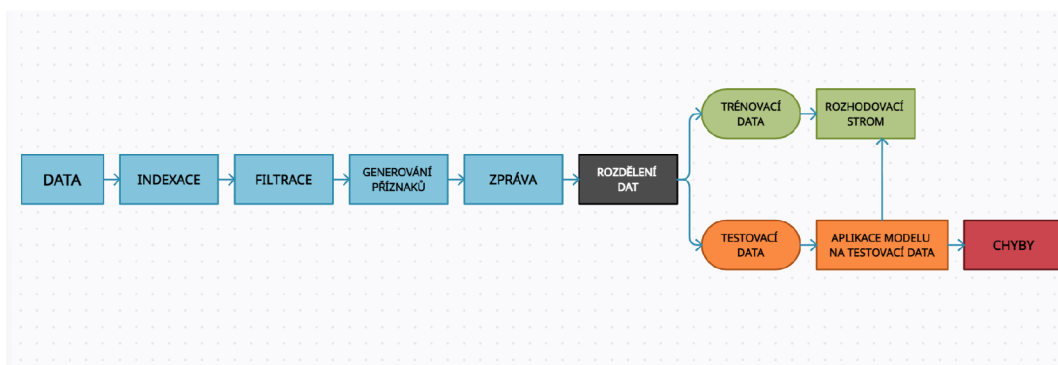 DATA
INDEXACE
FILTRACE
GENEROVÁNÍ
PŘÍZNAKŮ
ZPRÁVA
ROZDĚLENÍ
DAT
TRÉNOVACÍ
DATA
ROZHODOVACÍ
STROM
TESTOVACÍ
DATA
APLIKACE MODELU
NA TESTOVACÍ DATA
CHYBY